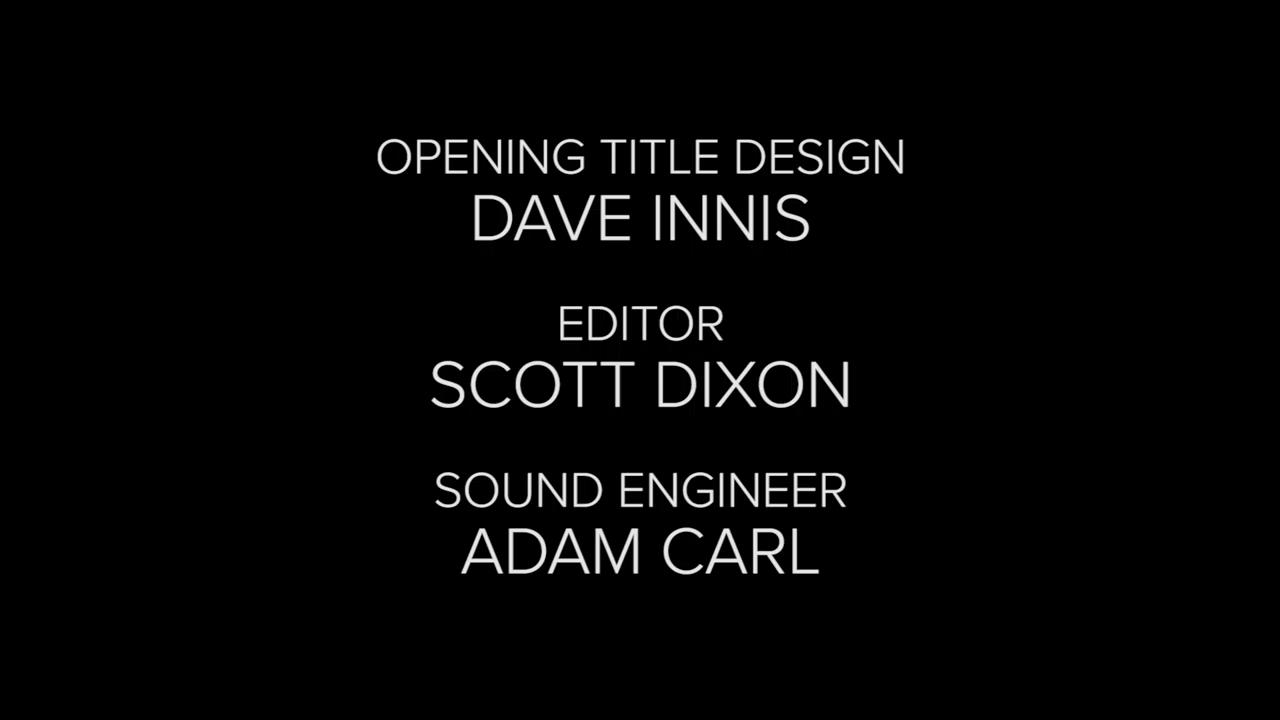 OPENING TITLE DESIGN
DAVE INNIS
EDITOR
SCOTT DIXON
SOUND ENGINEER
ADAM CARL